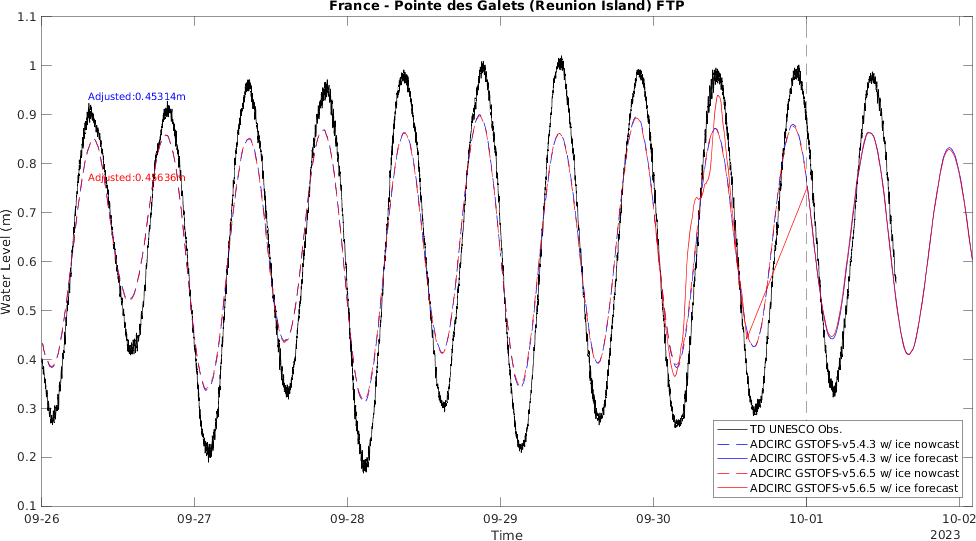 France - Pointe des Galets (Reunion Island) FTP
1.1
1
0.9
0.8
0.7
0.6
0.5
0.4
0.3
0.2
0.1
Water Level (m)
Adjusted:0.45314m
Adjusted:0.45636m
TD UNESCO Obs.
ADCIRC GSTOFS-v5.4.3 w/ ice nowcast
ADCIRC GSTOFS-v5.4.3 w/ ice forecast
ADCIRC GSTOFS-v5.6.5 w/ ice nowcast
ADCIRC GSTOFS-v5.6.5 w/ ice forecast
09-26 09-27 09-28 09-29 09-30 10-01 10-02
Time
2023